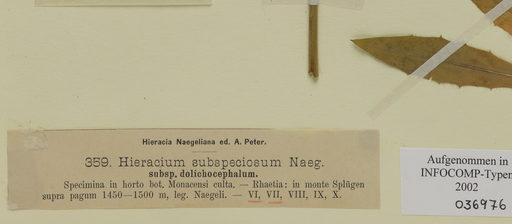 Hieracia Naegeliana ed. A. Peter.
359. Hieracium subspeciosum Naeg.
subsp. dolichocephalum.
Specimina in horto bot. Monacensi culta. — Rhaetia: in monte Splügen
supra pagum 1450—1500 m, leg. Naegeli. — VI, VII, VIII, IX, X.
Aufgenommen in
INFOCOMP-Typen
2002
036976